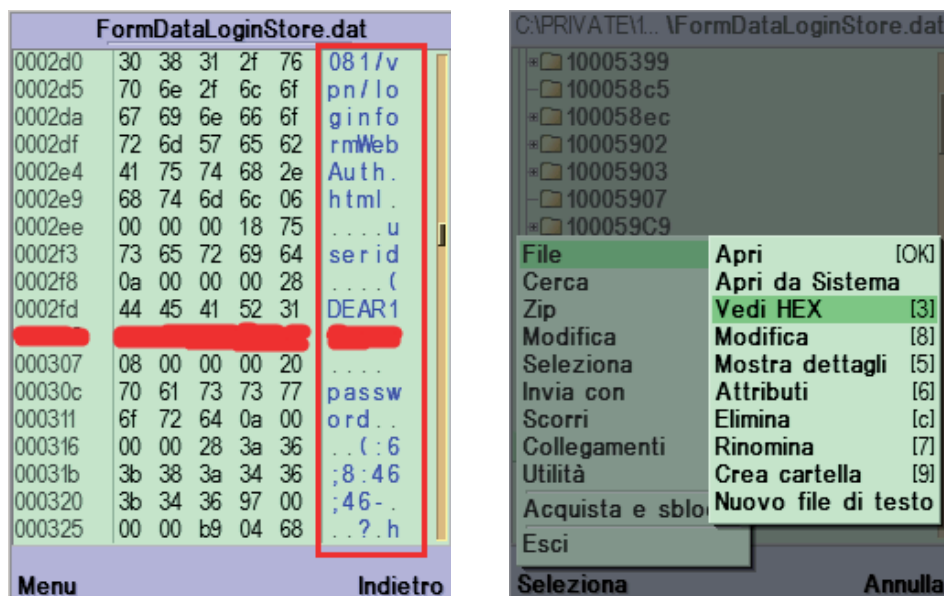 FormDataLoginStore.dat
0002d0 30 38 31 2f 76 081/v
0002d5 70 6e 2f 6c 6f pn/lo
0002da 67 69 6e 66 6f ginfo
0002df 72 6d 57 65 62 rmWeb
0002e4 41 75 74 68 2e Auth.
0002e9 68 74 6d 6c 06 html.
0002ee 00 00 00 18 75 ....u
0002f3 73 65 72 69 64 serid
0002f8 0a 00 00 00 28 ....(
0002fd 44 45 41 52 31 DEAR1
000307 08 00 00 00 20 ....
00030c 70 61 73 73 77 passw
000311 6f 72 64 0a 00 ord..
000316 00 00 28 3a 36 ..(:6
00031b 3b 38 3a 34 36 ;8:46
000320 3b 34 36 97 00 ;46-.
000325 00 00 b9 04 68 ..?.h
Menu Indietro
C:\PRIVATE\1... \FormDataLoginStore.dat
10005399
100058c5
100058ec
10005902
10005903
10005907
100059C9
File
Cerca
Zip
Modifica
Seleziona
Invia con
Scorri
Collegamenti
Utilità
Acquista e sblo
Esci
Apri [OK]
Apri da Sistema
Vedi HEX [3]
Modifica [8]
Mostra dettagli [5]
Attributi [6]
Elimina [c]
Rinomina [7]
Crea cartella [9]
Nuovo file di testo
Seleziona Annulla